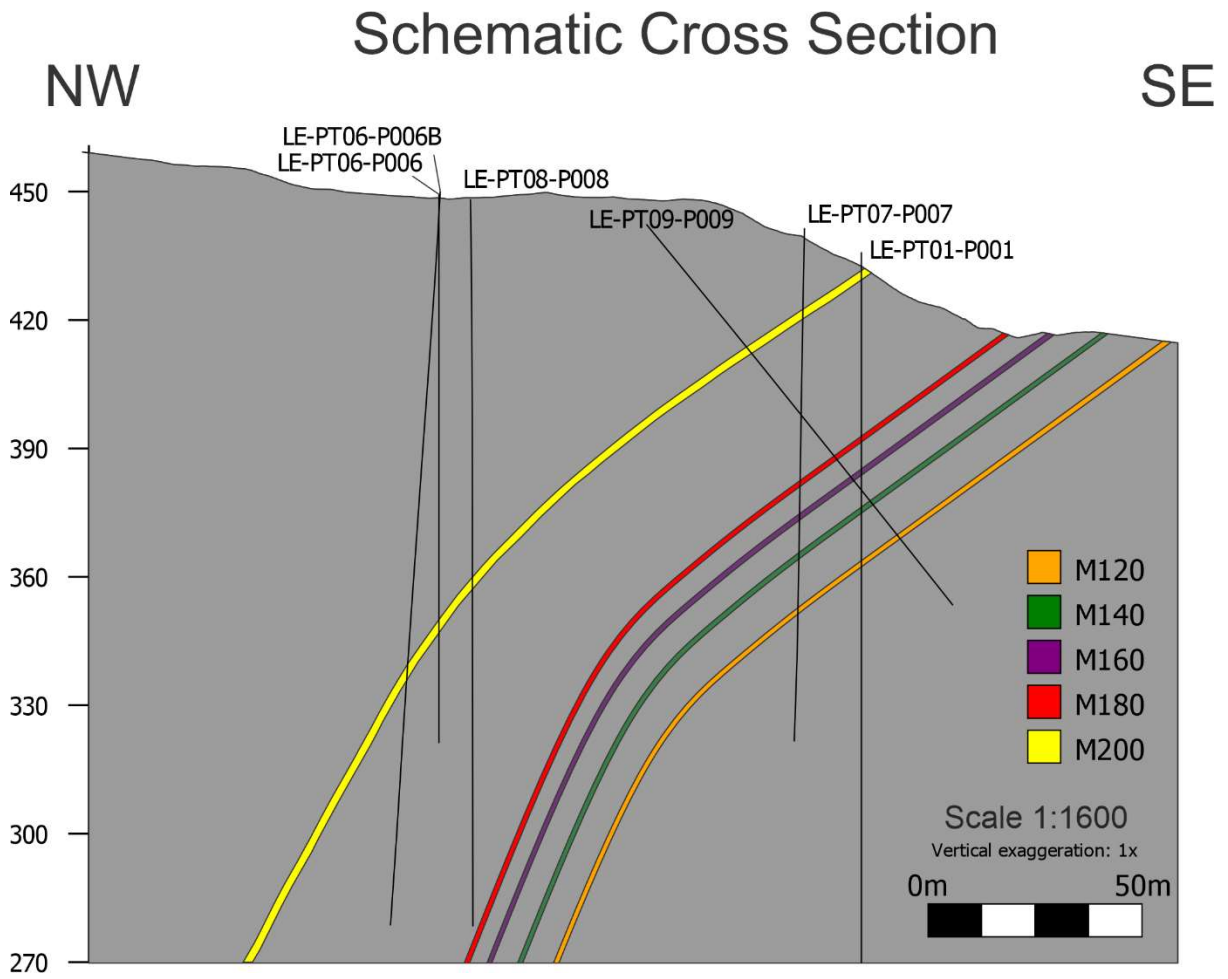 Schematic Cross Section
NW
SE
LE-PT06-P006B
LE-PT06-P006
LE-PT08-P008
LE-PT09-P009
LE-PT07-P007
LE-PT01-P001
450
420
390
360
330
300
270
M120
M140
M160
M180
M200
Scale 1:1600
Vertical exaggeration: 1x
0m 50m